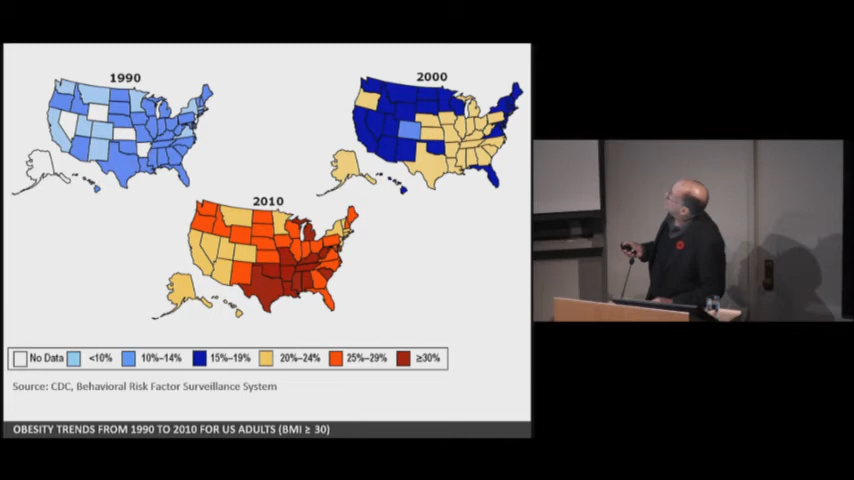 1990
2000
2010
No Data <10% 10%–14% 15%–19% 20%–24% 25%–29% ≥30%
Source: CDC, Behavioral Risk Factor Surveillance System
OBESITY TRENDS FROM 1990 TO 2010 FOR US ADULTS (BMI ≥ 30)